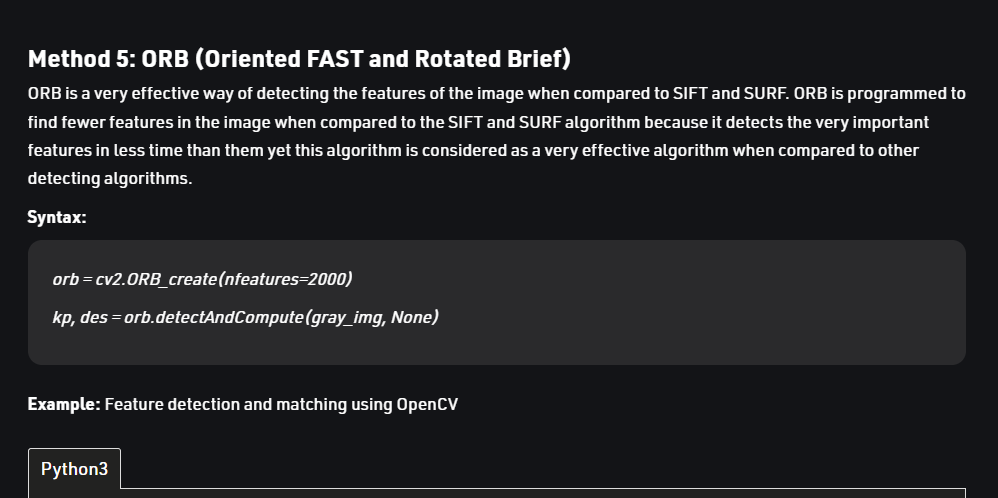 Method 5: ORB (Oriented FAST and Rotated Brief)
ORB is a very effective way of detecting the features of the image when compared to SIFT and SURF. ORB is programmed to
find fewer features in the image when compared to the SIFT and SURF algorithm because it detects the very important
features in less time than them yet this algorithm is considered as a very effective algorithm when compared to other
detecting algorithms.
Syntax:
orb = cv2.ORB_create(nfeatures=2000)
kp, des = orb.detectAndCompute(gray_img, None)
Example: Feature detection and matching using OpenCV
Python3